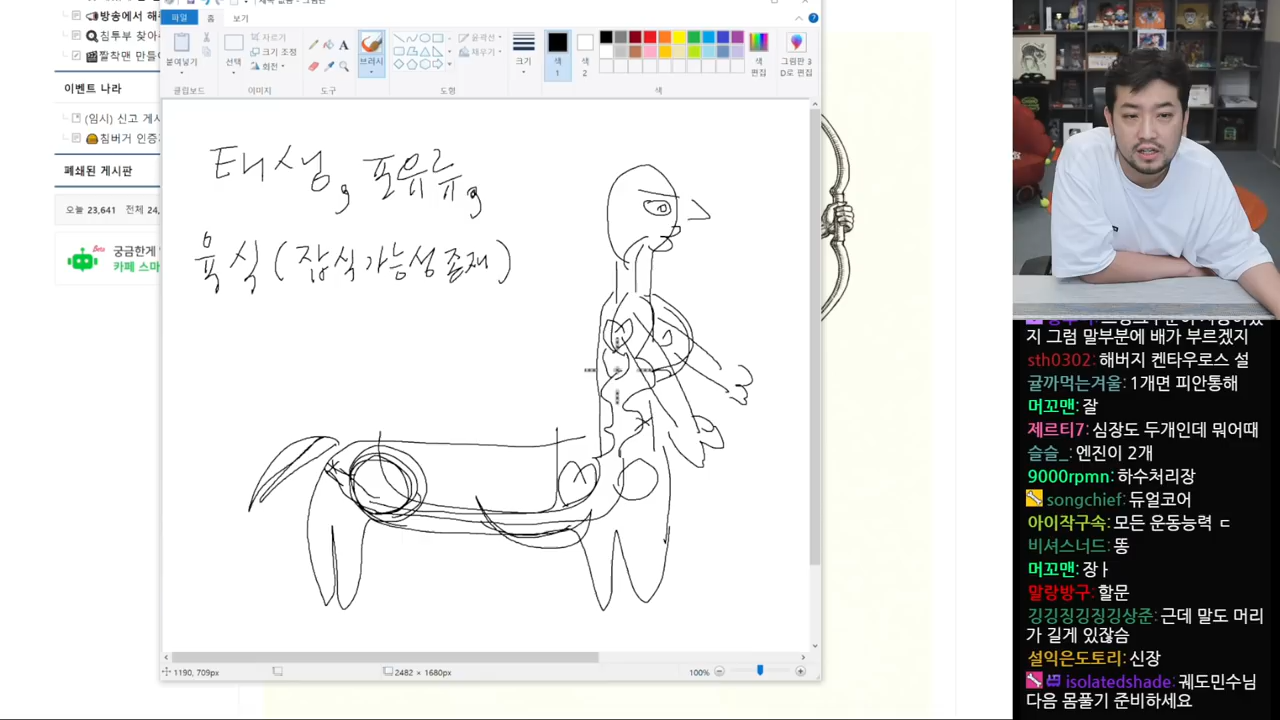 방송에서 해
침투부 찾아
짤짝만 만들
이벤트 나라
(임시) 신고 게시
침버거 인증
폐쇄된 게시판
오늘 23,641 전체 24,
Beta
궁금한게
카페 스마
파일 홈 보기
붙여넣기
선택
자르기
크기 조정
회전
브러시
윤곽선
채우기
크기
색 1
색 2
색 편집
그림판 3D로 편집
클립보드 이미지 도구 도형 색
태생, 포유류,
육식(잡식가능성존재)
1190, 709px
2482 × 1680px
100%
지 그럼 말부분에 배가 부르겠지
sth0302: 해버지 켄타우로스 설
귤까먹는겨울: 1개면 피안통해
머꼬맨: 잘
제르티7: 심장도 두개인데 뭐어때
슬슬_: 엔진이 2개
9000rpmn: 하수처리장
songchief: 듀얼코어
아이작구속: 모든 운동능력 ㄷ
비셔스너드: 똥
머꼬맨: 장ㅏ
말랑방구: 할문
깅깅징깅징깅상준: 근데 말도 머리
가 길게 있잖슴
설익은도토리: 신장
isolatedshade: 궤도민수님
다음 몸풀기 준비하세요